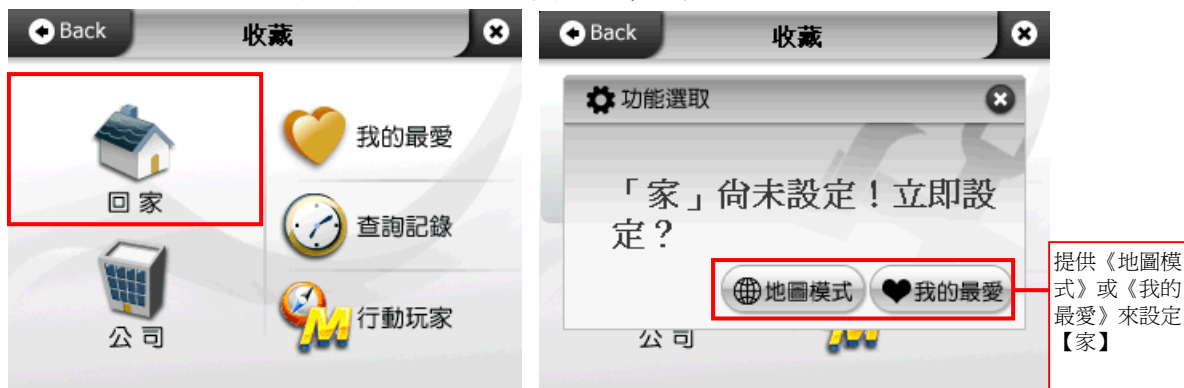 Back
收藏
回家
公司
我的最愛
查詢記錄
行動玩家
Back
收藏
功能選取
「家」尚未設定！立即設
定？
地圖模式
我的最愛
公司
提供《地圖模
式》或《我的
最愛》來設定
【家】